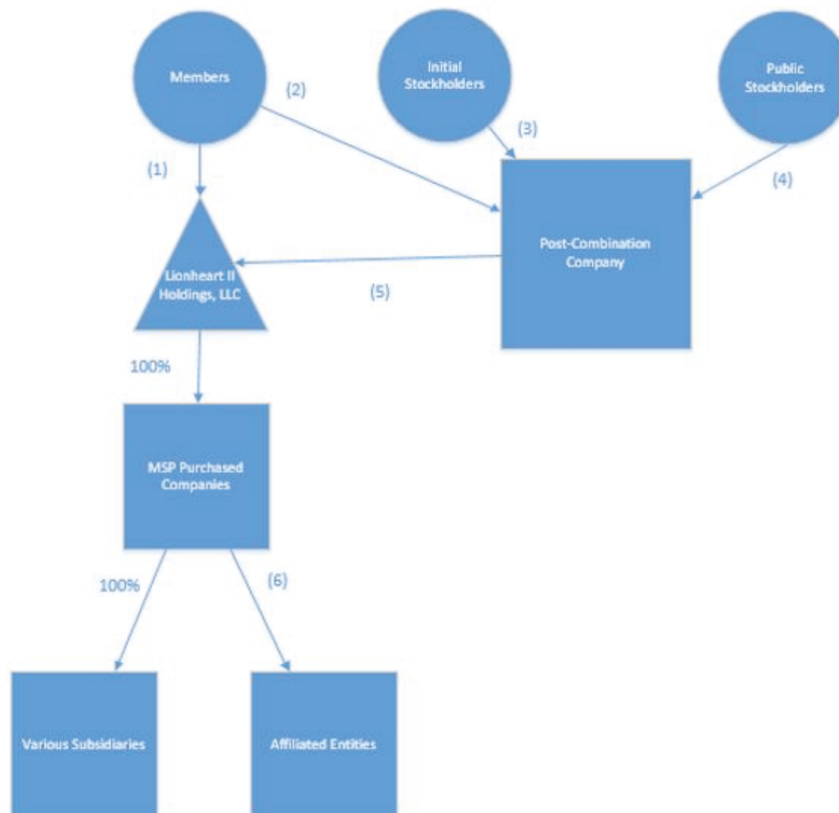 Members
Initial
Stockholders
Public
Stockholders
(2)
(3)
(1)
(4)
Post-Combination
Company
Lionheart II
Holdings, LLC
(5)
100%
MSP Purchased
Companies
100%
(6)
Various Subsidiaries
Affiliated Entities